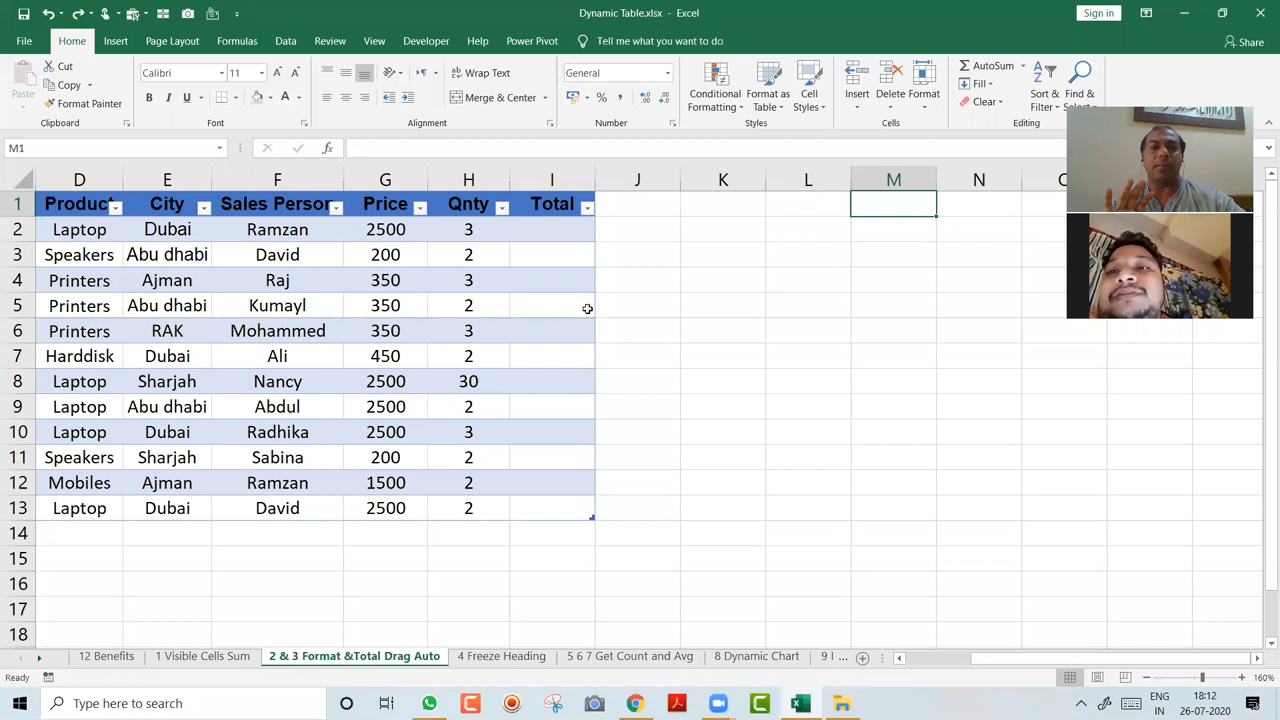 Dynamic Table.xlsx - Excel
Sign in
File Home Insert Page Layout Formulas Data Review View Developer Help Power Pivot Tell me what you want to do Share
Paste Cut Copy Format Painter Clipboard
Calibri 11 B I U A Font
Wrap Text Merge & Center Alignment
General % Number
Conditional Formatting Format as Table Cell Styles Styles
Insert Delete Format Cells
AutoSum Fill Clear Sort & Filter Find & Editing
M1 fx
D E F G H I J K L M N
1 Product City Sales Person Price Qnty Total
2 Laptop Dubai Ramzan 2500 3
3 Speakers Abu dhabi David 200 2
4 Printers Ajman Raj 350 3
5 Printers Abu dhabi Kumayl 350 2
6 Printers RAK Mohammed 350 3
7 Harddisk Dubai Ali 450 2
8 Laptop Sharjah Nancy 2500 30
9 Laptop Abu dhabi Abdul 2500 2
10 Laptop Dubai Radhika 2500 3
11 Speakers Sharjah Sabina 200 2
12 Mobiles Ajman Ramzan 1500 2
13 Laptop Dubai David 2500 2
14
15
16
17
18
12 Benefits 1 Visible Cells Sum 2 & 3 Format &Total Drag Auto 4 Freeze Heading 5 6 7 Get Count and Avg 8 Dynamic Chart 9 I ...
Ready 160%
Type here to search ENG IN 18:12 26-07-2020